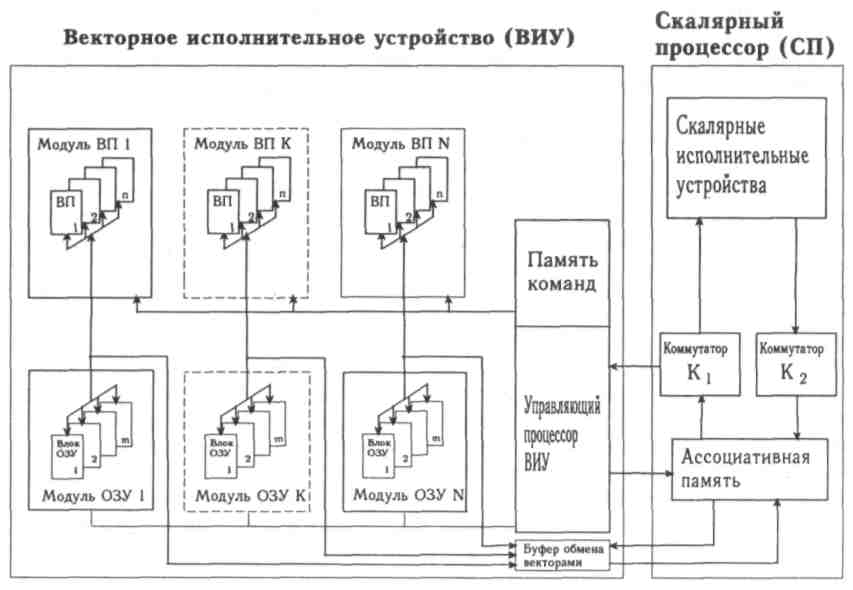 Векторное исполнительное устройство (ВИУ)
Скалярный
процессор (СП)
Модуль ВП 1
ВП
1
2
n
Модуль ВП К
ВП
1
2
n
Модуль ВП N
ВП
1
2
n
Память
команд
Управляющий
процессор
ВИУ
Блок
ОЗУ
1
2
m
Модуль ОЗУ 1
Блок
ОЗУ
1
2
m
Модуль ОЗУ К
Блок
ОЗУ
1
2
m
Модуль ОЗУ N
Буфер обмена
векторами
Скалярные
исполнительные
устройства
Коммутатор
К 1
Коммутатор
К 2
Ассоциативная
память